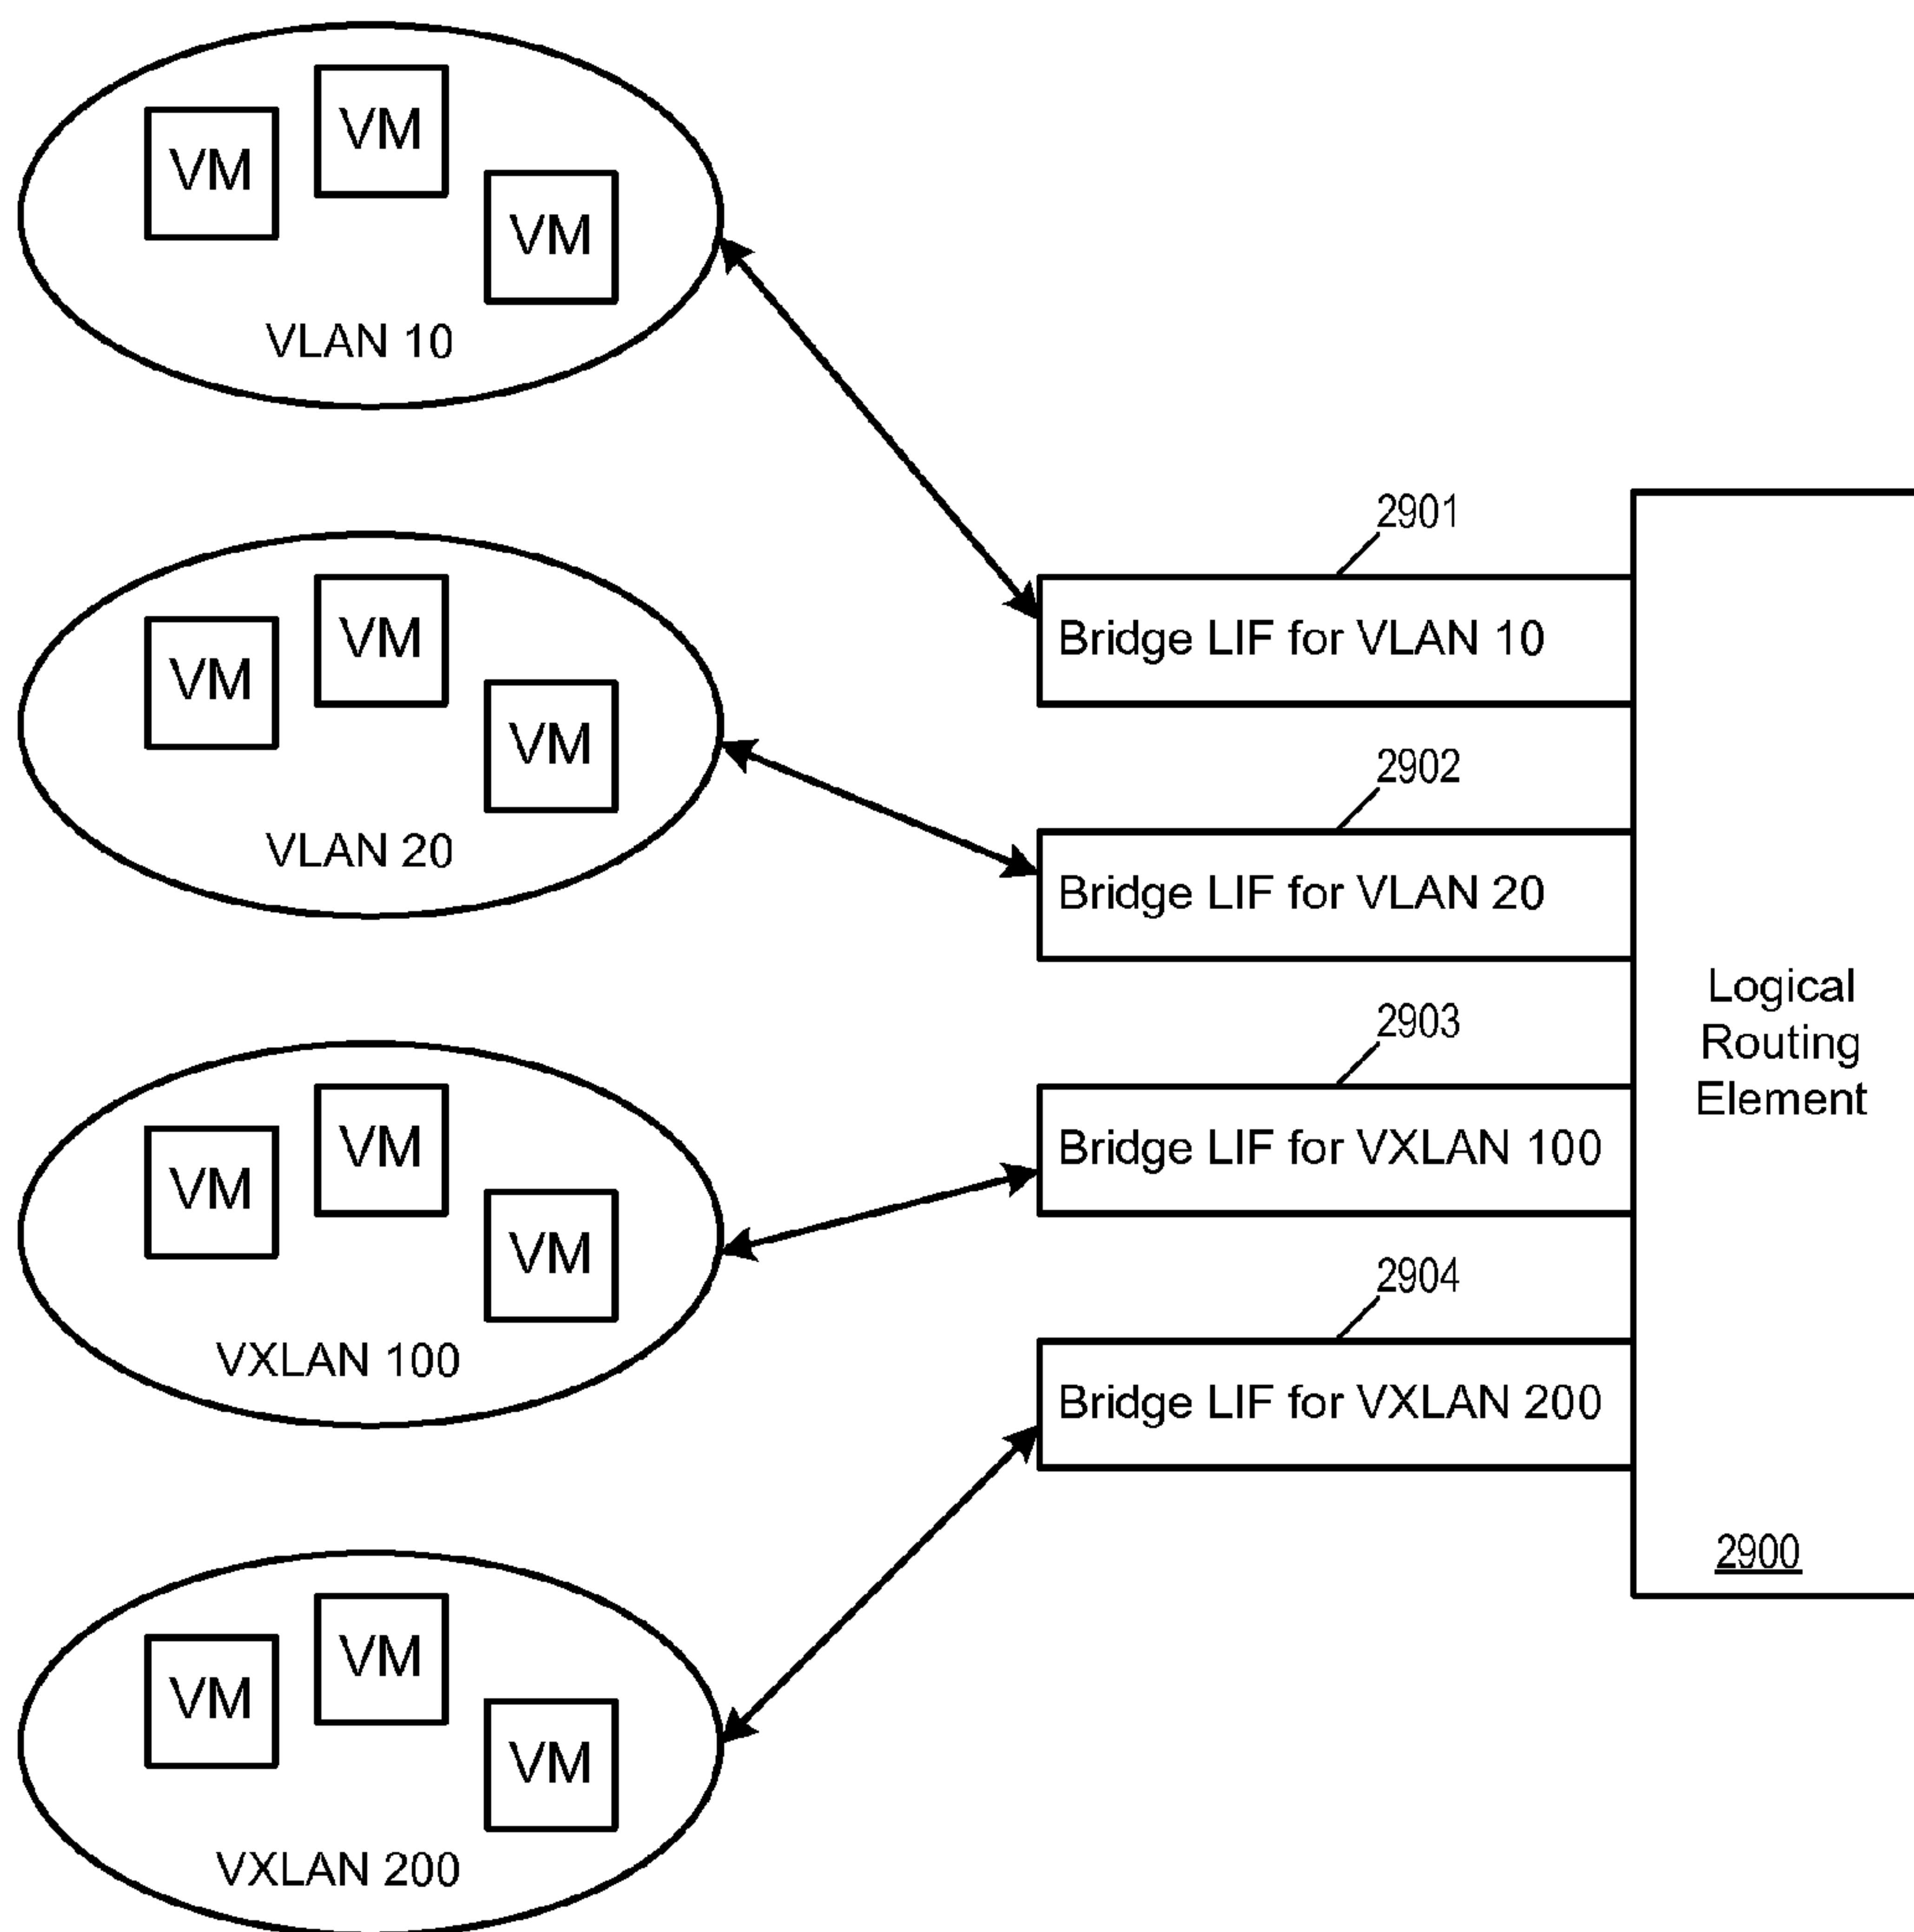 VM
VM
VM
VLAN 10
VM
VM
VM
VLAN 20
VM
VM
VM
VXLAN 100
VM
VM
VM
VXLAN 200
2901
Bridge LIF for VLAN 10
2902
Bridge LIF for VLAN 20
2903
Bridge LIF for VXLAN 100
2904
Bridge LIF for VXLAN 200
Logical
Routing
Element
2900